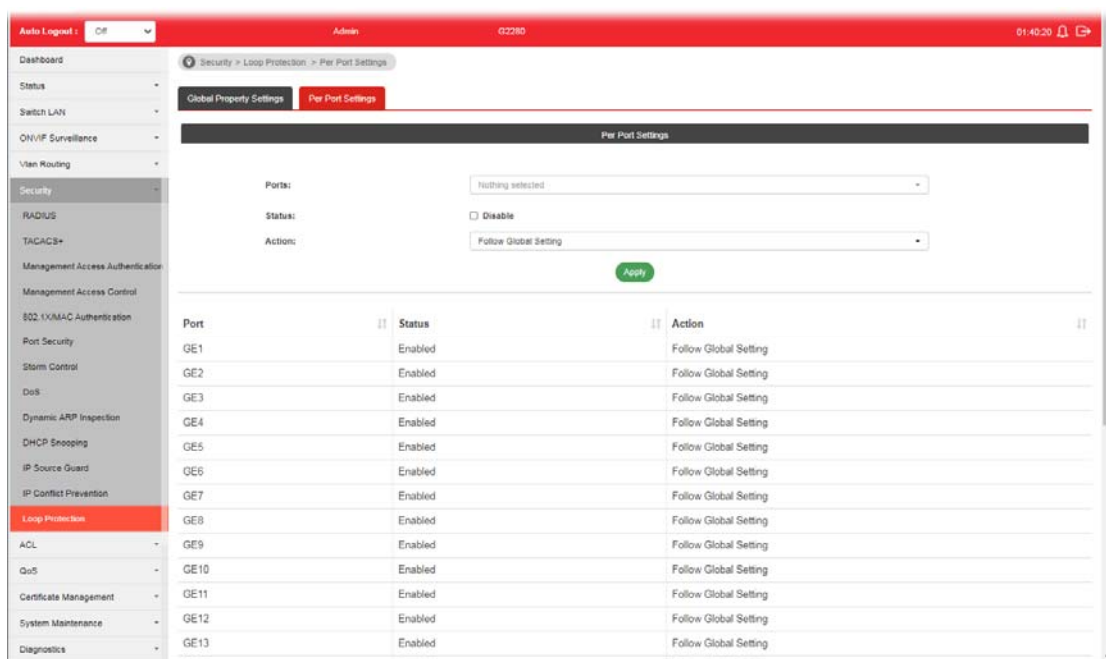 Auto Logout : Off Admin G2280 01:40:20
Dashboard
Status
Switch LAN
ONVIF Surveillance
Vlan Routing
Security
RADIUS
TACACS+
Management Access Authentication
Management Access Control
802.1X/MAC Authentication
Port Security
Storm Control
DoS
Dynamic ARP Inspection
DHCP Snooping
IP Source Guard
IP Conflict Prevention
Loop Protection
ACL
QoS
Certificate Management
System Maintenance
Diagnostics
Security > Loop Protection > Per Port Settings
Global Property Settings Per Port Settings
Per Port Settings
Ports: Nothing selected
Status: Disable
Action: Follow Global Setting
Apply
Port Status Action
GE1 Enabled Follow Global Setting
GE2 Enabled Follow Global Setting
GE3 Enabled Follow Global Setting
GE4 Enabled Follow Global Setting
GE5 Enabled Follow Global Setting
GE6 Enabled Follow Global Setting
GE7 Enabled Follow Global Setting
GE8 Enabled Follow Global Setting
GE9 Enabled Follow Global Setting
GE10 Enabled Follow Global Setting
GE11 Enabled Follow Global Setting
GE12 Enabled Follow Global Setting
GE13 Enabled Follow Global Setting